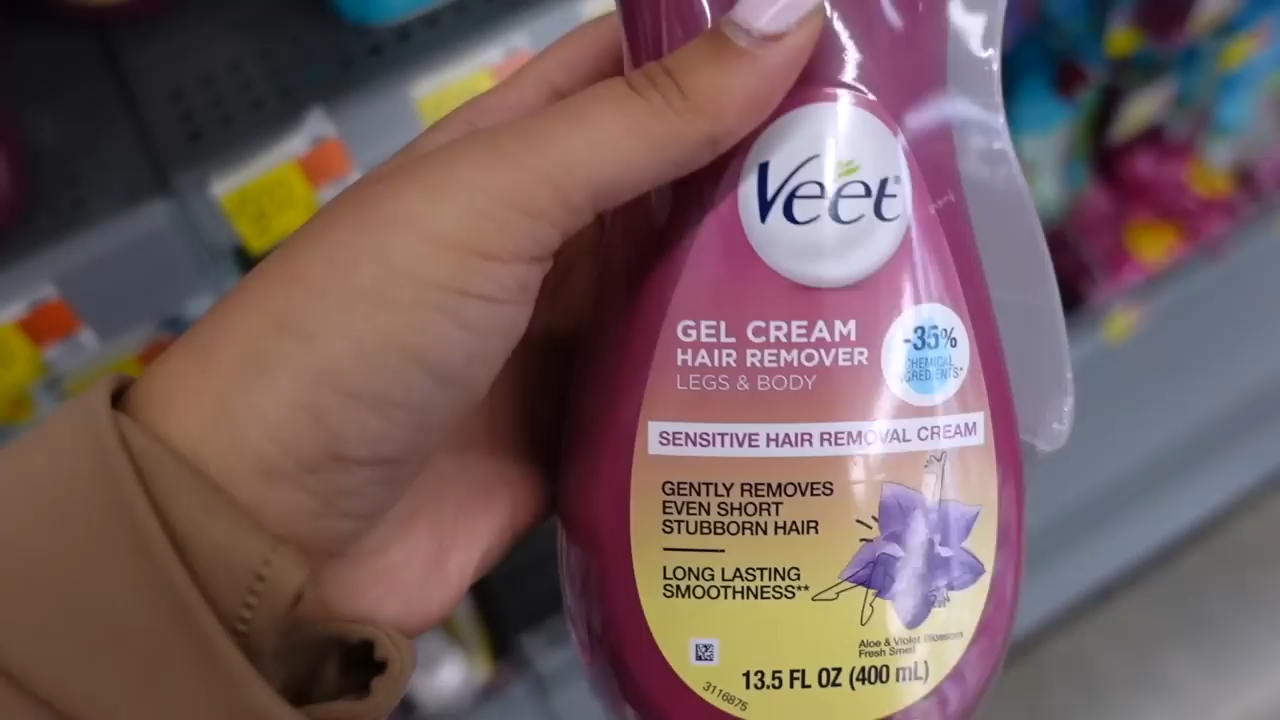 Veet®
GEL CREAM
HAIR REMOVER
LEGS & BODY
-35%
CHEMICAL
INGREDIENTS*
SENSITIVE HAIR REMOVAL CREAM
GENTLY REMOVES
EVEN SHORT
STUBBORN HAIR
LONG LASTING
SMOOTHNESS**
Aloe & Violet Blossom
Fresh Smell
13.5 FL OZ (400 mL)
3116875